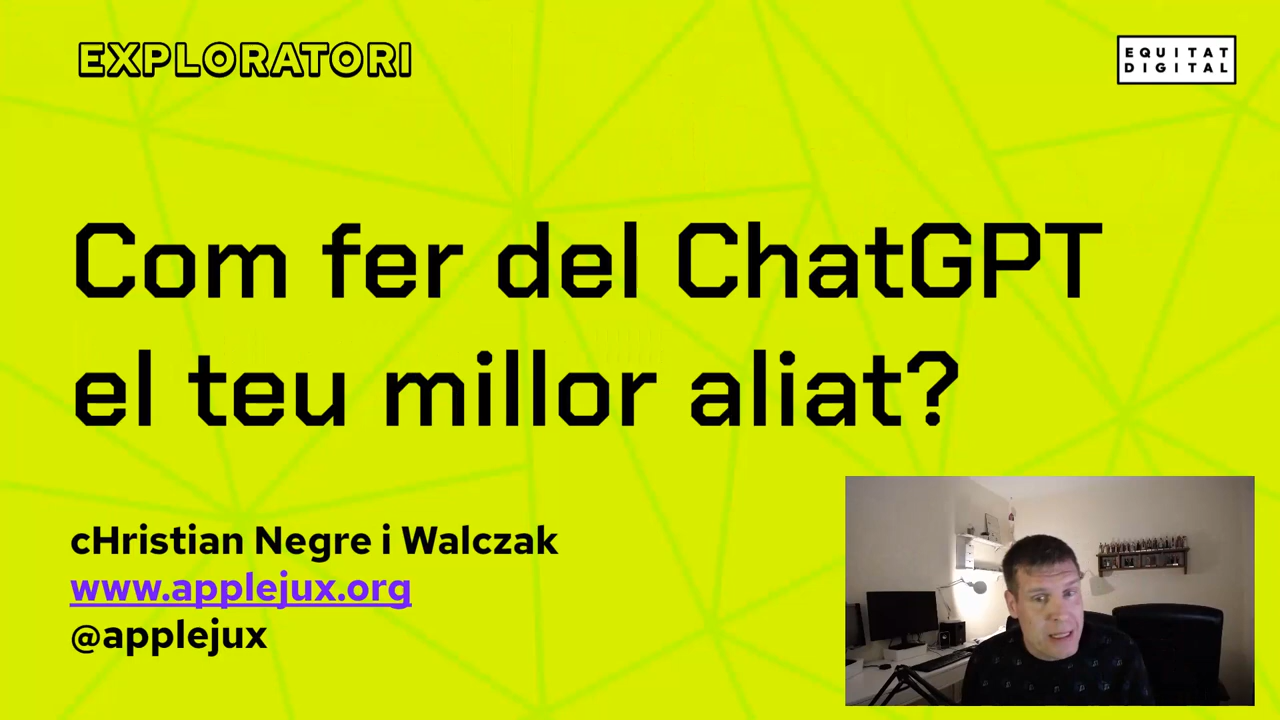 EXPLORATORI
EQUITAT
DIGITAL
Com fer del ChatGPT
el teu millor aliat?
cHristian Negre i Walczak
www.applejux.org
@applejux